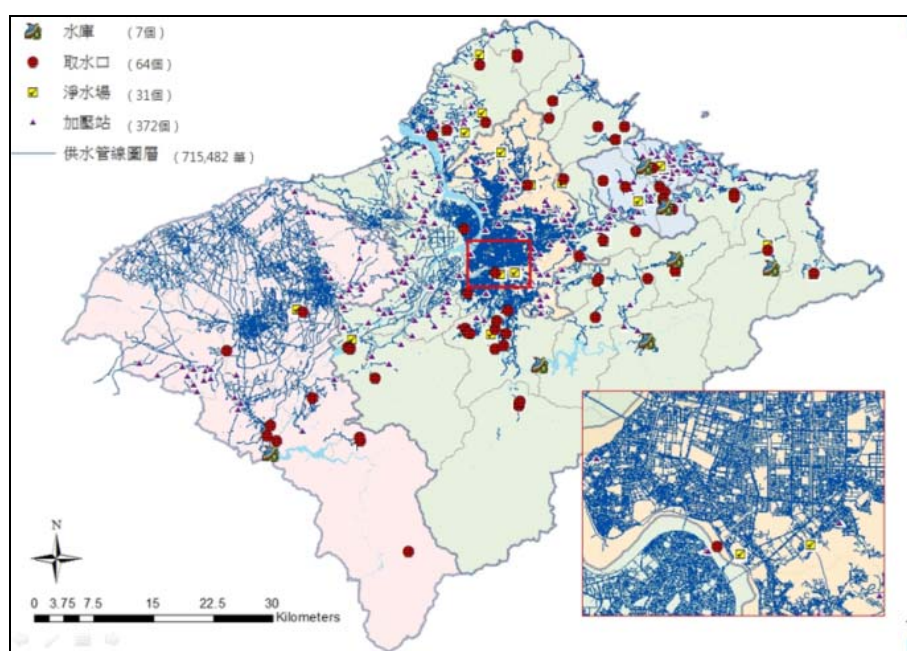 水庫 (7個)
取水口 (64個)
淨水場 (31個)
加壓站 (372個)
供水管線圖層 (715,482 筆)
N
0 3.75 7.5 15 22.5 30
Kilometers